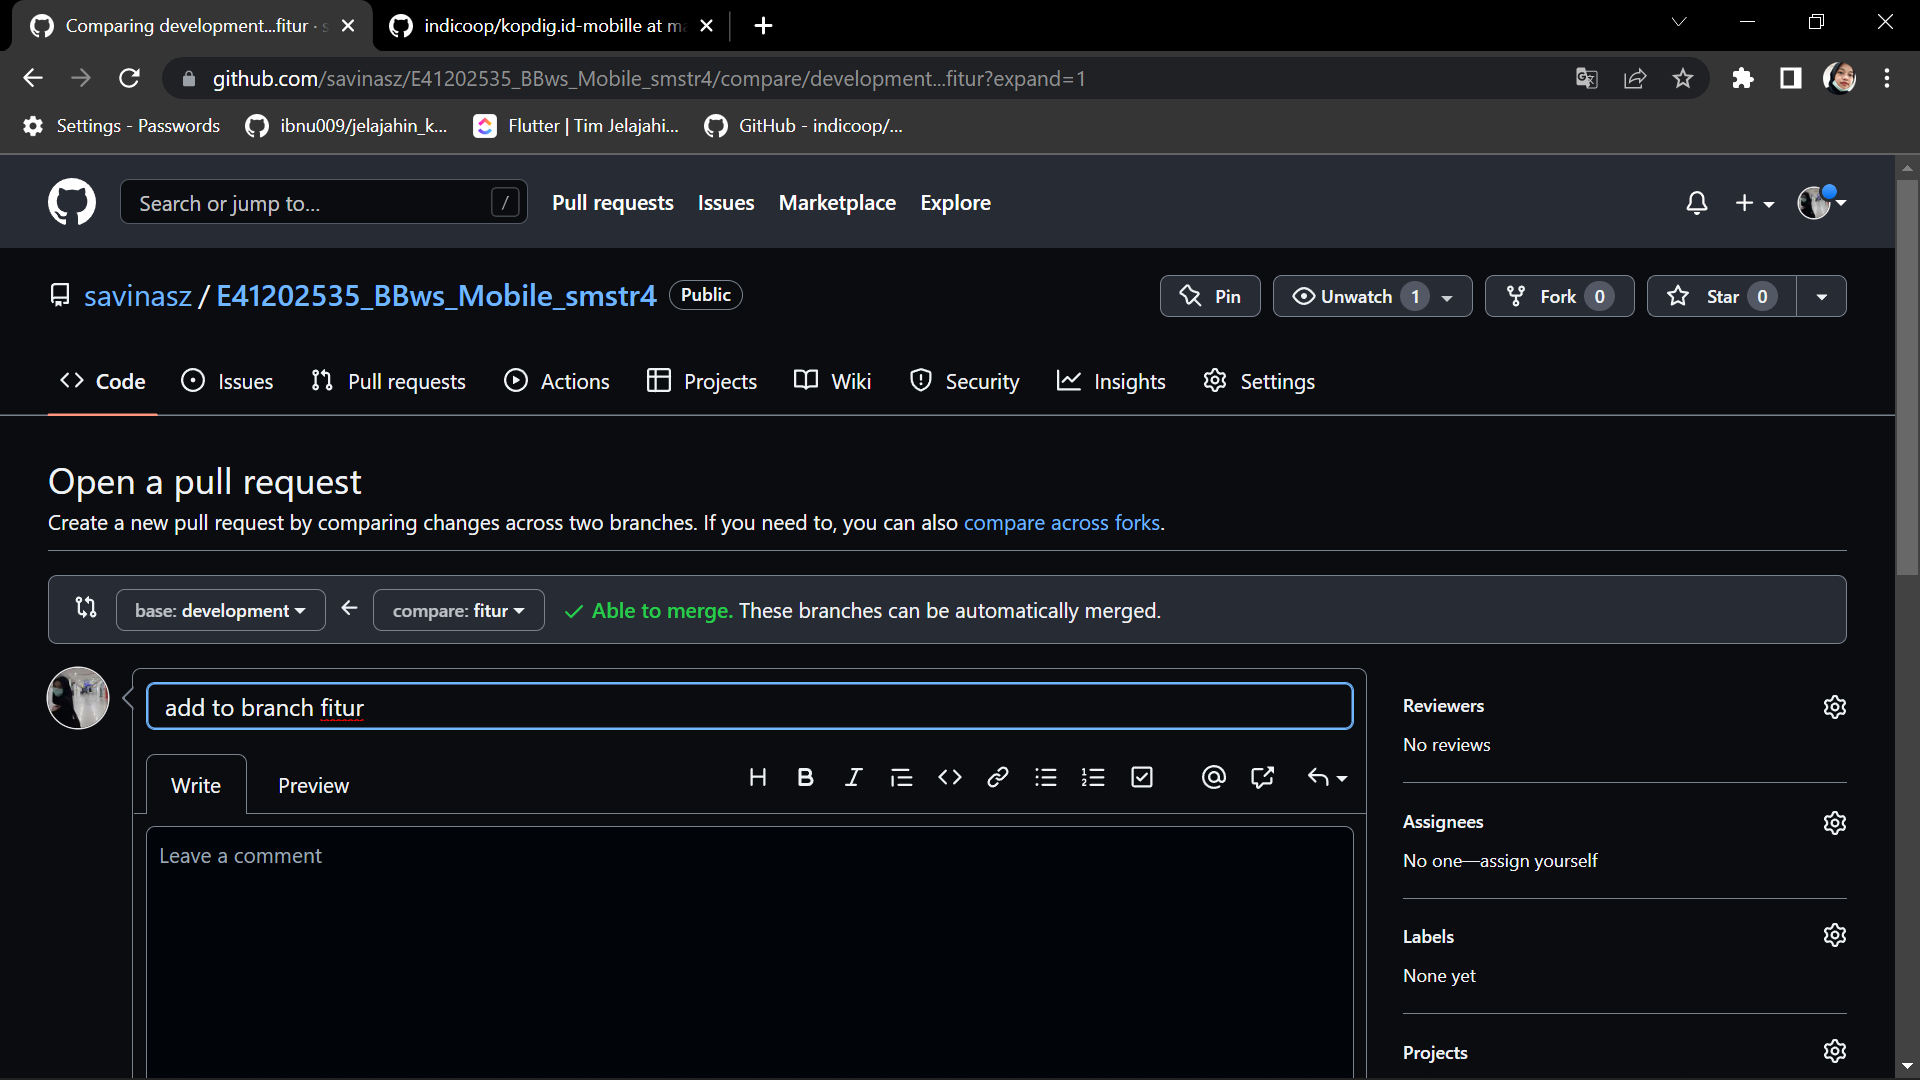 Comparing development...fitur ·
indicoop/kopdig.id-mobille at
github.com/savinasz/E41202535_BBws_Mobile_smstr4/compare/development...fitur?expand=1
Settings - Passwords
ibnu009/jelajahin_k...
Flutter | Tim Jelajahi...
GitHub - indicoop/...
Search or jump to...
/
Pull requests
Issues
Marketplace
Explore
savinasz / E41202535_BBws_Mobile_smstr4
Public
Pin
Unwatch 1
Fork 0
Star 0
Code
Issues
Pull requests
Actions
Projects
Wiki
Security
Insights
Settings
Open a pull request
Create a new pull request by comparing changes across two branches. If you need to, you can also compare across forks.
base: development
compare: fitur
Able to merge. These branches can be automatically merged.
add to branch fitur
Write
Preview
Leave a comment
Reviewers
No reviews
Assignees
No one—assign yourself
Labels
None yet
Projects